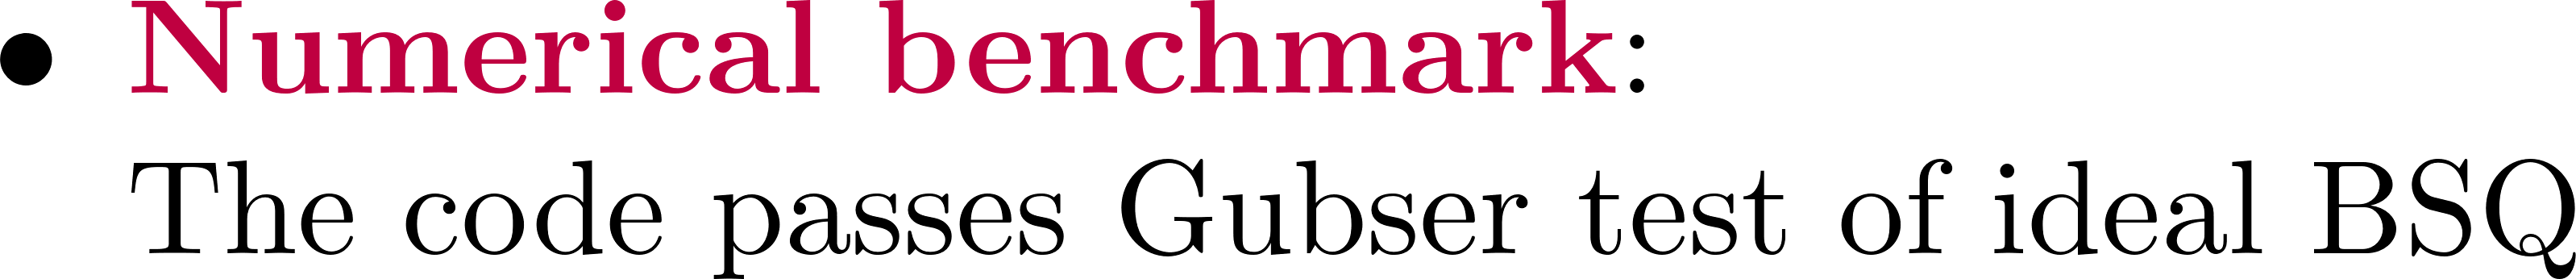 • Numerical benchmark:
The code passes Gubser test of ideal BSQ